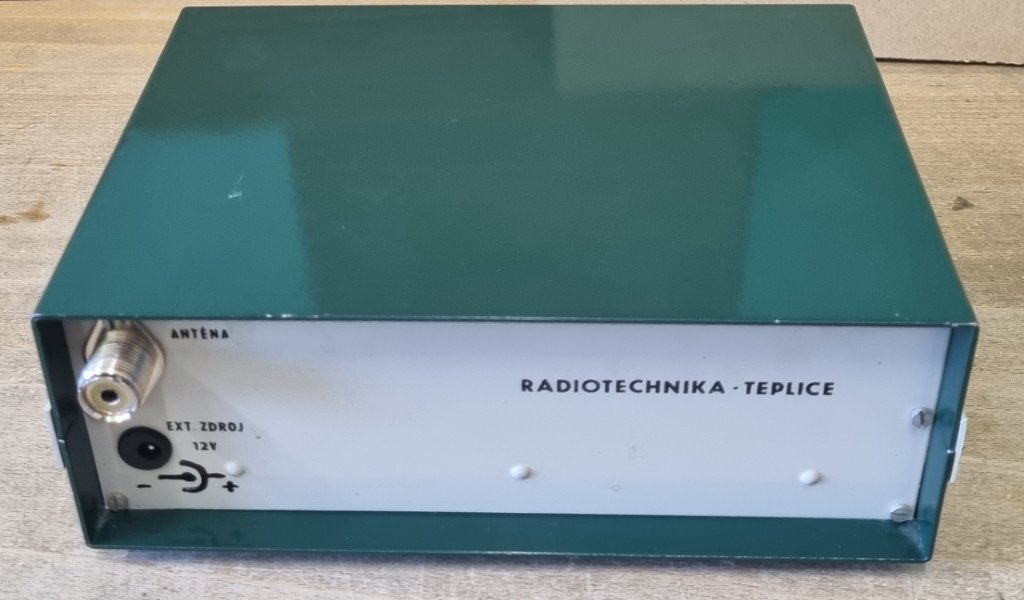 ANTÉNA
RADIOTECHNIKA - TEPLICE
EXT. ZDROJ
12V
- +